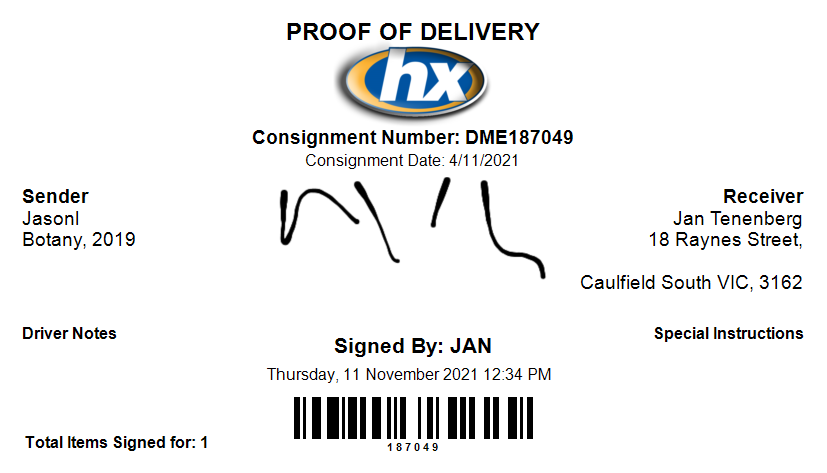 PROOF OF DELIVERY
hx
Consignment Number: DME187049
Consignment Date: 4/11/2021
Sender
Jasonl
Botany, 2019
Receiver
Jan Tenenberg
18 Raynes Street,
Caulfield South VIC, 3162
Driver Notes
Special Instructions
Signed By: JAN
Thursday, 11 November 2021 12:34 PM
187049
Total Items Signed for: 1